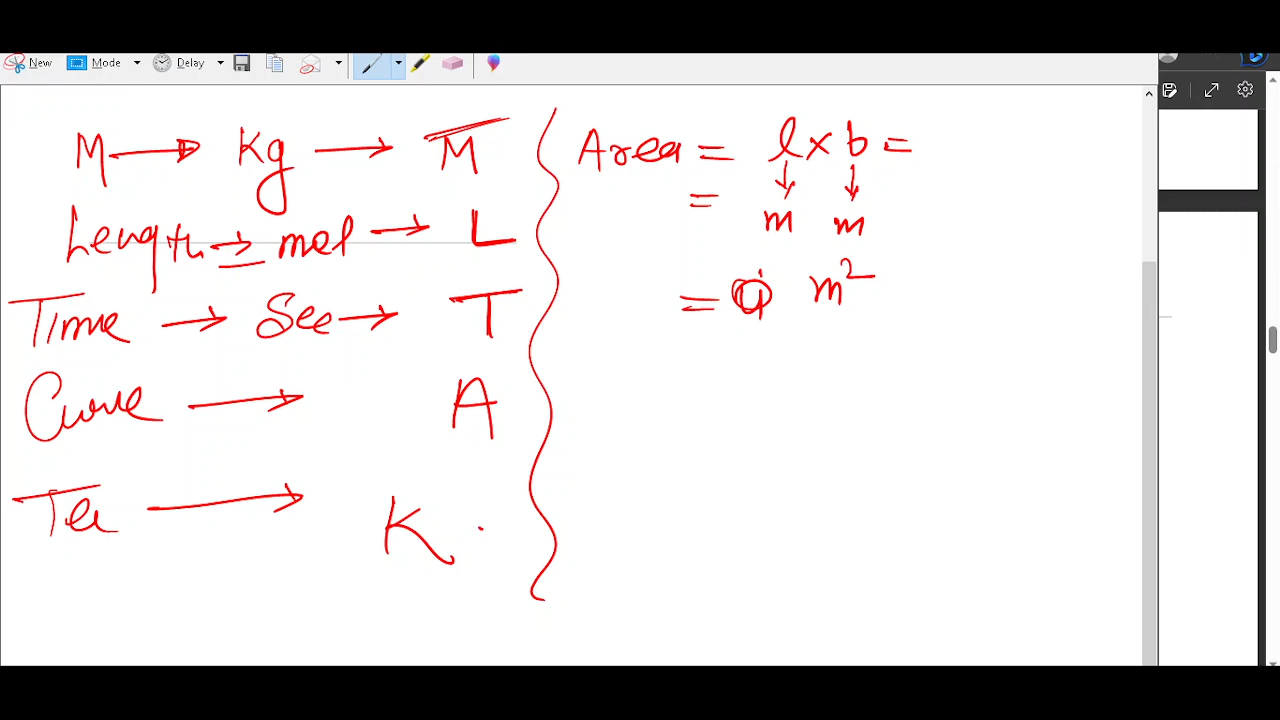 New Mode Delay
M → Kg → M
Length → met → L
Time → Sec → T
Curre → A
Te → K
Area = l x b =
= m m
= m²